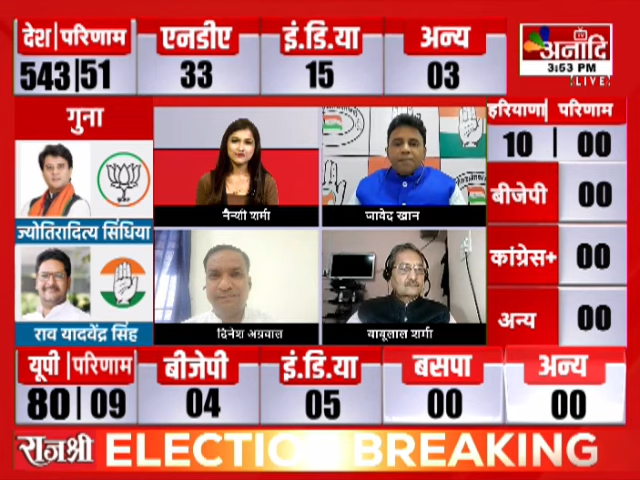 देश | परिणाम
543 | 51
एनडीए
33
इं.डि.या
15
अन्य
03
अनादि
TV
3:53 PM
LIVE
गुना
ज्योतिरादित्य सिंधिया
राव यादवेंद्र सिंह
नैन्सी शर्मा
जावेद खान
दिनेश अग्रवाल
बाबूलाल शर्मा
हरियाणा | परिणाम
10 | 00
बीजेपी 00
कांग्रेस+ 00
अन्य 00
यूपी | परिणाम
80 | 09
बीजेपी
04
इं.डि.या
05
बसपा
00
अन्य
00
राजश्री
ELECTION BREAKING